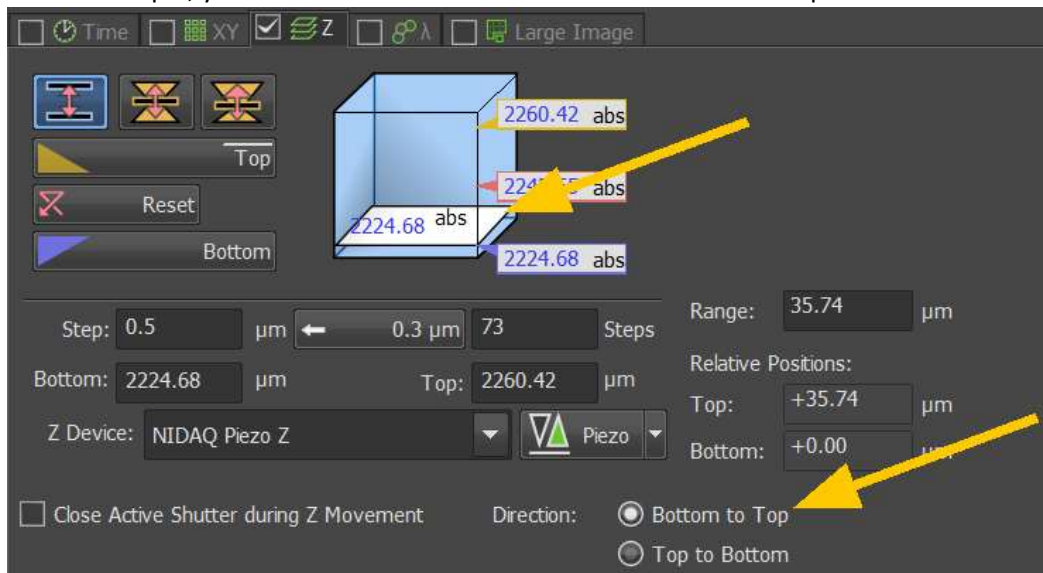 Time XY Z λ Large Image
2260.42 abs
Top
abs
Reset
2224.68 abs
Bottom
2224.68 abs
Range: 35.74 μm
Step: 0.5 μm 0.3 μm 73 Steps
Relative Positions:
Bottom: 2224.68 μm Top: 2260.42 μm
Top: +35.74 μm
Z Device: NIDAQ Piezo Z Piezo
Bottom: +0.00
Close Active Shutter during Z Movement Direction: Bottom to Top
Top to Bottom